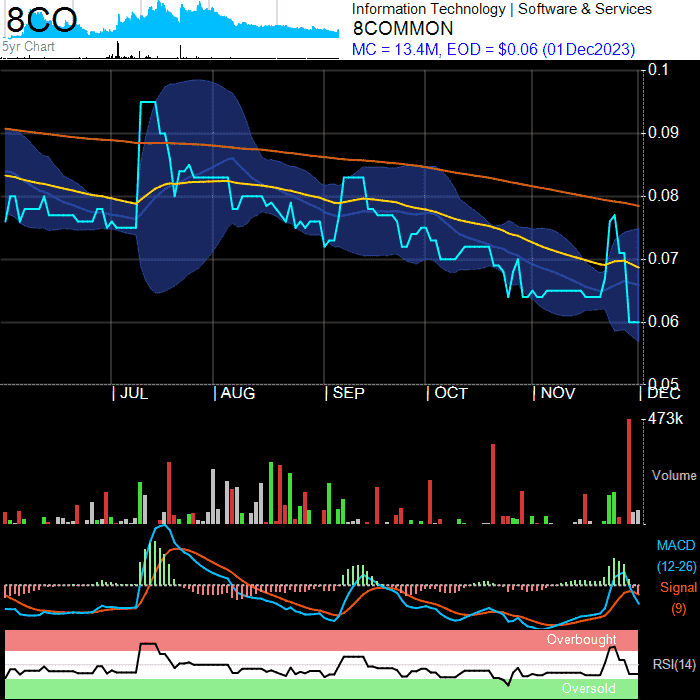 8CO
5yr Chart
Information Technology | Software & Services
8COMMON
MC = 13.4M, EOD = $0.06 (01Dec2023)
0.1
0.09
0.08
0.07
0.06
0.05
| JUL | AUG | SEP | OCT | NOV | DEC
473k
Volume
MACD
(12-26)
Signal
(9)
Overbought
RSI(14)
Oversold